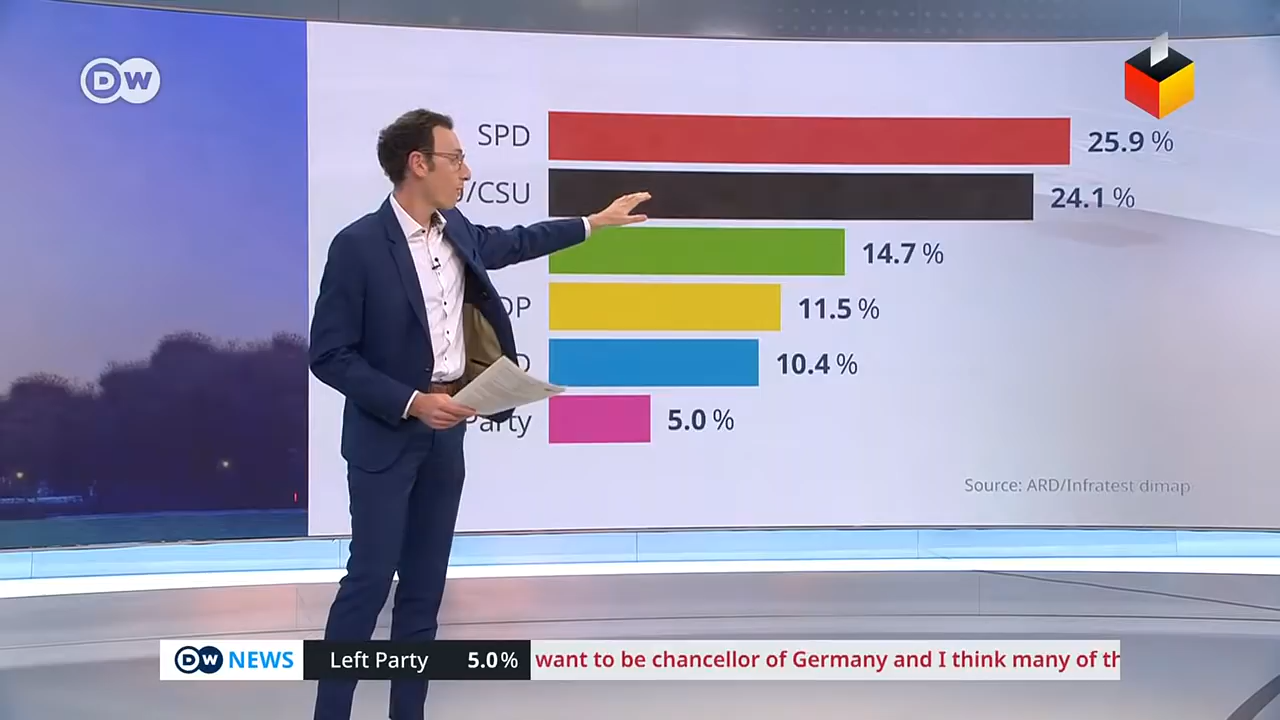 DW
SPD 25.9 %
/CSU 24.1 %
14.7 %
DP 11.5 %
D 10.4 %
Party 5.0 %
Source: ARD/Infratest dimap
DW NEWS Left Party 5.0% want to be chancellor of Germany and I think many of th